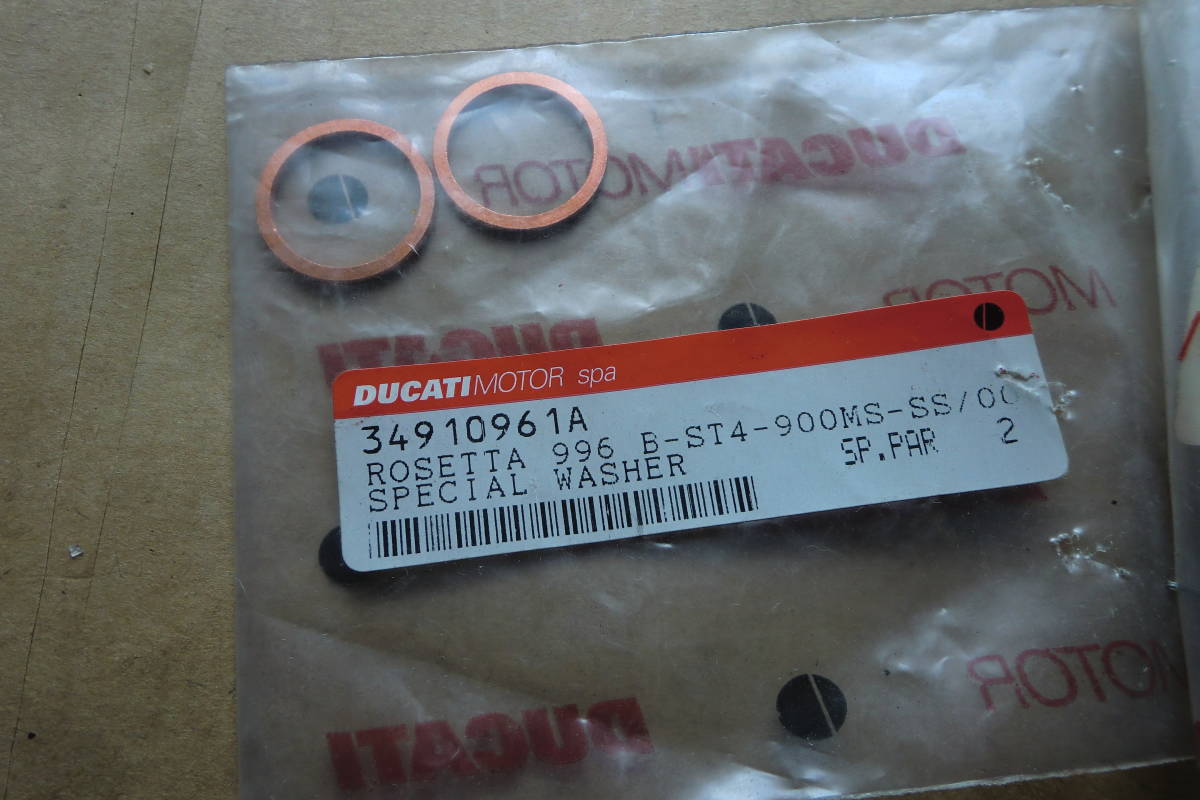 DUCATIMOTOR
DUCATI
MOTOR
DUCATIMOTOR spa
34910961A
ROSETTA 996 B-ST4-900MS-SS/00
SPECIAL WASHER
SP.PAR 2
MOTOR
DUCATI